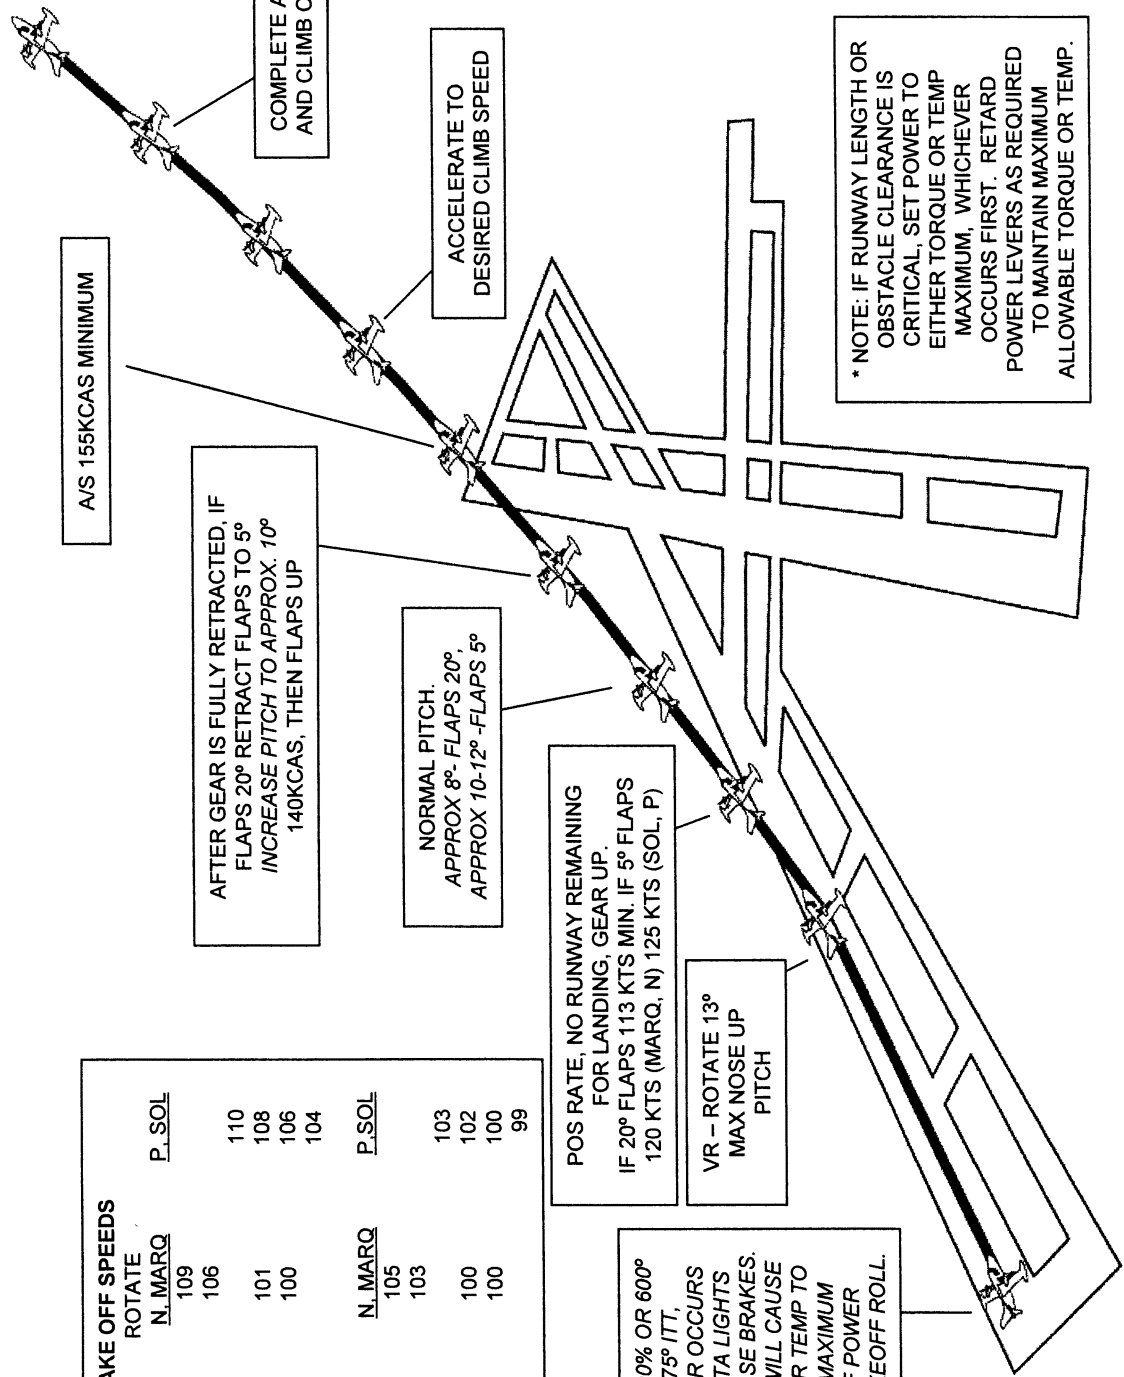 COMPLETE A
AND CLIMB C
ACCELERATE TO
DESIRED CLIMB SPEED
A/S 155KCAS MINIMUM
AFTER GEAR IS FULLY RETRACTED, IF
FLAPS 20º RETRACT FLAPS TO 5º
INCREASE PITCH TO APPROX. 10º
140KCAS, THEN FLAPS UP
NORMAL PITCH.
APPROX 8º- FLAPS 20º,
APPROX 10-12º -FLAPS 5º
POS RATE, NO RUNWAY REMAINING
FOR LANDING, GEAR UP.
IF 20º FLAPS 113 KTS MIN. IF 5º FLAPS
120 KTS (MARQ, N) 125 KTS (SOL, P)
VR – ROTATE 13º
MAX NOSE UP
PITCH
* NOTE: IF RUNWAY LENGTH OR
OBSTACLE CLEARANCE IS
CRITICAL, SET POWER TO
EITHER TORQUE OR TEMP
MAXIMUM, WHICHEVER
OCCURS FIRST. RETARD
POWER LEVERS AS REQUIRED
TO MAINTAIN MAXIMUM
ALLOWABLE TORQUE OR TEMP.
AKE OFF SPEEDS
ROTATE
N, MARQ P, SOL
109
106
110
101 108
100 106
104
N, MARQ P,SOL
105
103
103
100 102
100 100
99
0% OR 600º
75º ITT,
R OCCURS
TA LIGHTS
SE BRAKES.
WILL CAUSE
R TEMP TO
MAXIMUM
F POWER
EOFF ROLL.